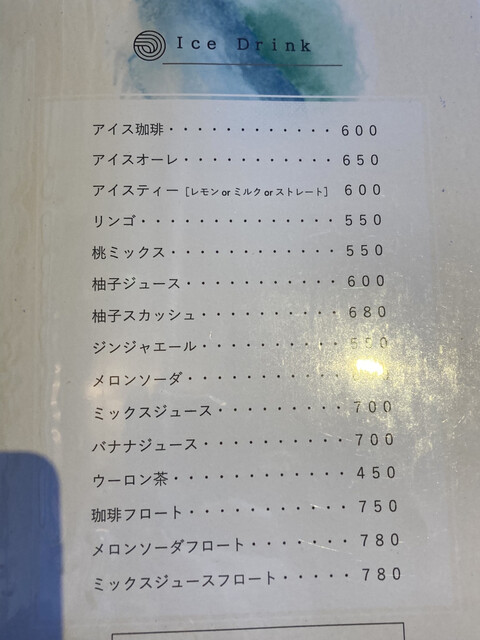 Ice Drink
アイス珈琲・・・・・・・・・・・・600
アイスオーレ・・・・・・・・・・・650
アイスティー [レモン or ミルク or ストレート] 600
リンゴ・・・・・・・・・・・・・・550
桃ミックス・・・・・・・・・・・・550
柚子ジュース・・・・・・・・・・・600
柚子スカッシュ・・・・・・・・・・680
ジンジャエール・・・・・・・・・・550
メロンソーダ・・・・・・・・・・・
ミックスジュース・・・・・・・・・700
バナナジュース・・・・・・・・・・700
ウーロン茶・・・・・・・・・・・・450
珈琲フロート・・・・・・・・・・・750
メロンソーダフロート・・・・・・・780
ミックスジュースフロート・・・・・780